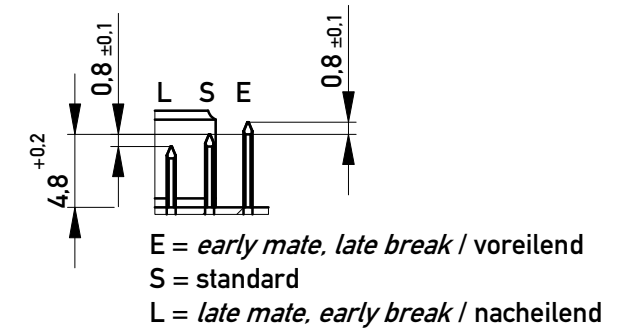 0,8 ±0,1
0,8 ±0,1
L S E
4,8 +0,2
E = early mate, late break / voreilend
S = standard
L = late mate, early break / nacheilend